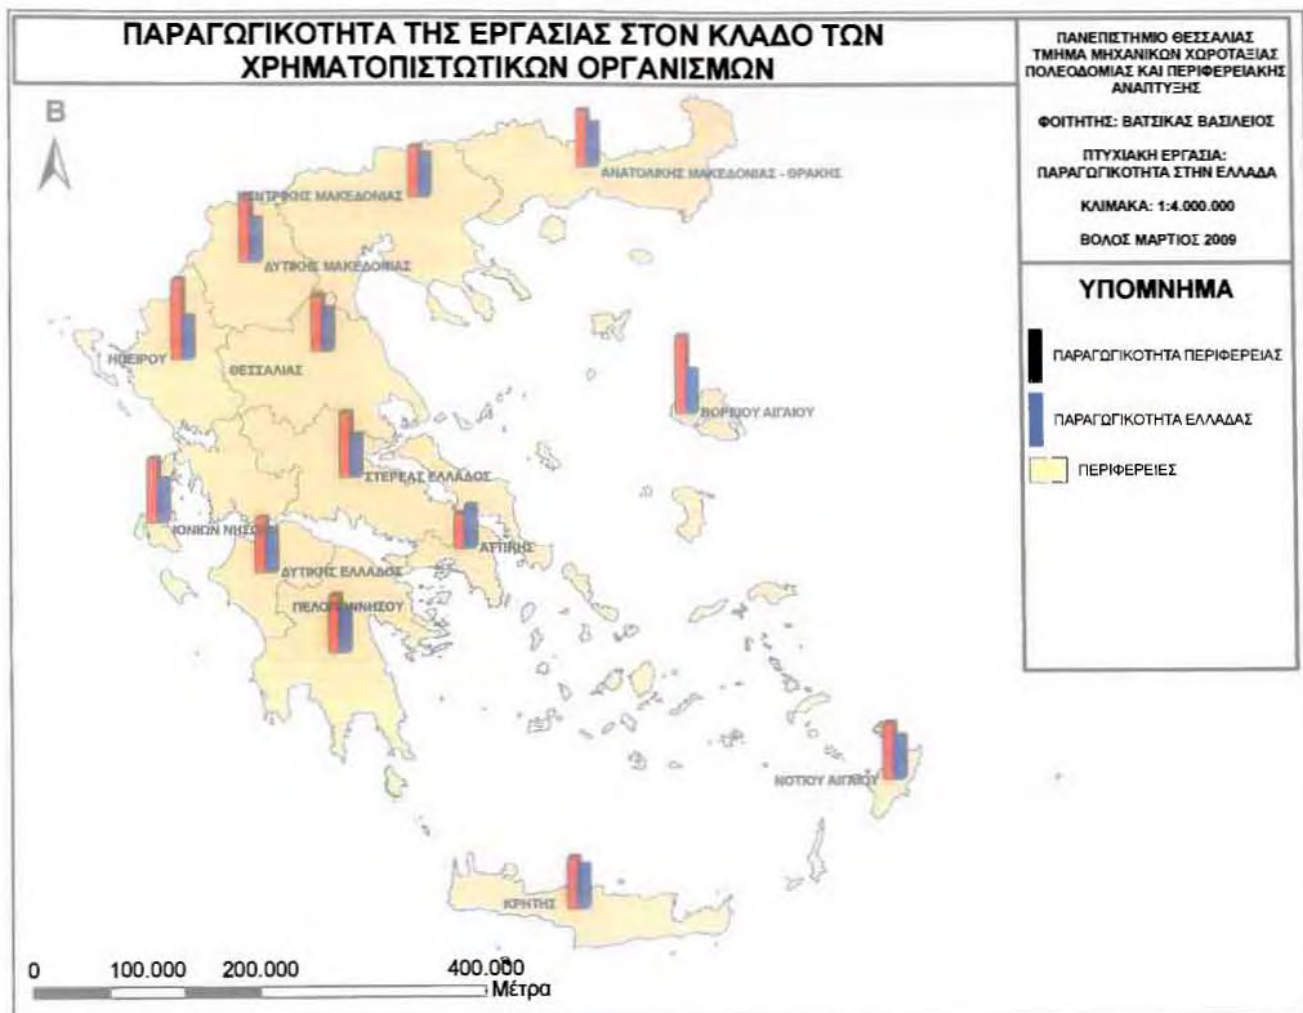 ΠΑΡΑΓΩΓΙΚΟΤΗΤΑ ΤΗΣ ΕΡΓΑΣΙΑΣ ΣΤΟΝ ΚΛΑΔΟ ΤΩΝ
ΧΡΗΜΑΤΟΠΙΣΤΩΤΙΚΩΝ ΟΡΓΑΝΙΣΜΩΝ
ΠΑΝΕΠΙΣΤΗΜΙΟ ΘΕΣΣΑΛΙΑΣ
ΤΜΗΜΑ ΜΗΧΑΝΙΚΩΝ ΧΩΡΟΤΑΞΙΑΣ
ΠΟΛΕΟΔΟΜΙΑΣ ΚΑΙ ΠΕΡΙΦΕΡΕΙΑΚΗΣ
ΑΝΑΠΤΥΞΗΣ
ΦΟΙΤΗΤΗΣ: ΒΑΤΣΙΚΑΣ ΒΑΣΙΛΕΙΟΣ
ΠΤΥΧΙΑΚΗ ΕΡΓΑΣΙΑ:
ΠΑΡΑΓΩΓΙΚΟΤΗΤΑ ΣΤΗΝ ΕΛΛΑΔΑ
ΚΛΙΜΑΚΑ: 1:4.000.000
ΒΟΛΟΣ ΜΑΡΤΙΟΣ 2009
ΥΠΟΜΝΗΜΑ
ΠΑΡΑΓΩΓΙΚΟΤΗΤΑ ΠΕΡΙΦΕΡΕΙΑΣ
ΠΑΡΑΓΩΓΙΚΟΤΗΤΑ ΕΛΛΑΔΑΣ
ΠΕΡΙΦΕΡΕΙΕΣ
Β
ΑΝΑΤΟΛΙΚΗΣ ΜΑΚΕΔΟΝΙΑΣ - ΘΡΑΚΗΣ
ΚΕΝΤΡΙΚΗΣ ΜΑΚΕΔΟΝΙΑΣ
ΔΥΤΙΚΗΣ ΜΑΚΕΔΟΝΙΑΣ
ΗΠΕΙΡΟΥ
ΘΕΣΣΑΛΙΑΣ
ΒΟΡΕΙΟΥ ΑΙΓΑΙΟΥ
ΣΤΕΡΕΑΣ ΕΛΛΑΔΟΣ
ΙΟΝΙΩΝ ΝΗΣΩΝ
ΑΤΤΙΚΗΣ
ΔΥΤΙΚΗΣ ΕΛΛΑΔΟΣ
ΠΕΛΟΠΟΝΝΗΣΟΥ
ΝΟΤΙΟΥ ΑΙΓΑΙΟΥ
ΚΡΗΤΗΣ
0 100.000 200.000 400.000
Μέτρα